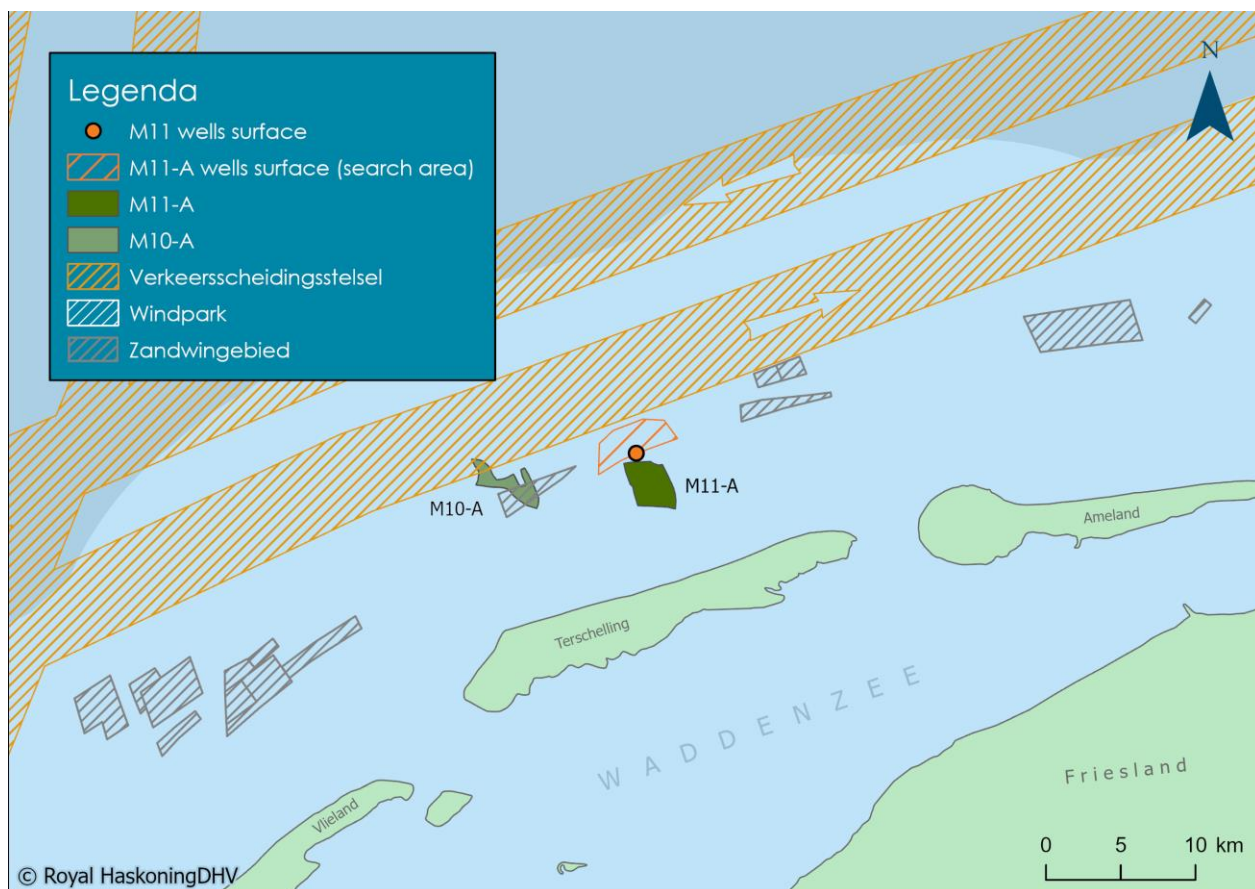 Legenda
M11 wells surface
M11-A wells surface (search area)
M11-A
M10-A
Verkeersscheidingsstelsel
Windpark
Zandwingebied
N
M10-A
M11-A
Ameland
Terschelling
WADDENZEE
Friesland
Vlieland
0 5 10 km
© Royal HaskoningDHV